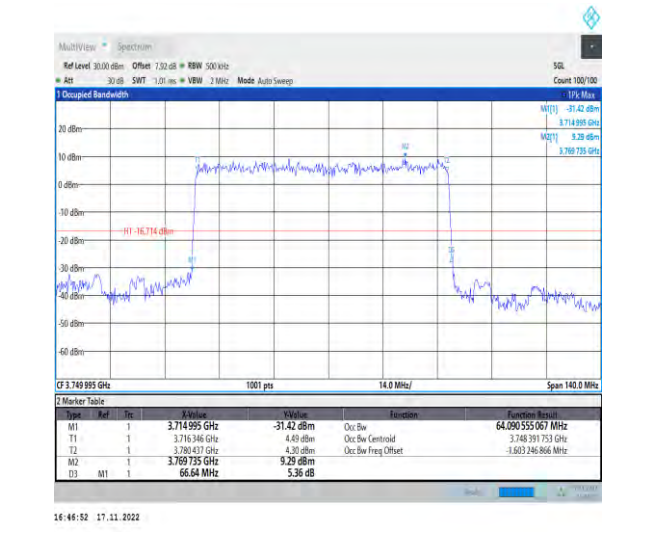 MultiView Spectrum
Ref Level 30.00 dBm Offset 7.92 dB RBW 500 kHz SGL
Att 30 dB SWT 1.01 ms VBW 2 MHz Mode Auto Sweep Count 100/100
1 Occupied Bandwidth 1Pk Max
M1[1] -31.42 dBm
3.714 995 GHz
M2[1] 9.29 dBm
3.769 735 GHz
20 dBm
M2
10 dBm
T1 T2
0 dBm
-10 dBm
H1 -16.714 dBm
-20 dBm
M1
-30 dBm
-40 dBm
-50 dBm
-60 dBm
CF 3.749 995 GHz 1001 pts 14.0 MHz/ Span 140.0 MHz
2 Marker Table
Type Ref Trc X-Value Y-Value Function Function Result
M1 1 3.714 995 GHz -31.42 dBm Occ Bw 64.090 555 067 MHz
T1 1 3.716 346 GHz 4.49 dBm Occ Bw Centroid 3.748 391 753 GHz
T2 1 3.780 437 GHz 4.30 dBm Occ Bw Freq Offset -1.603 246 866 MHz
M2 1 3.769 735 GHz 9.29 dBm
D3 M1 1 66.64 MHz 5.36 dB
16:46:52 17.11.2022